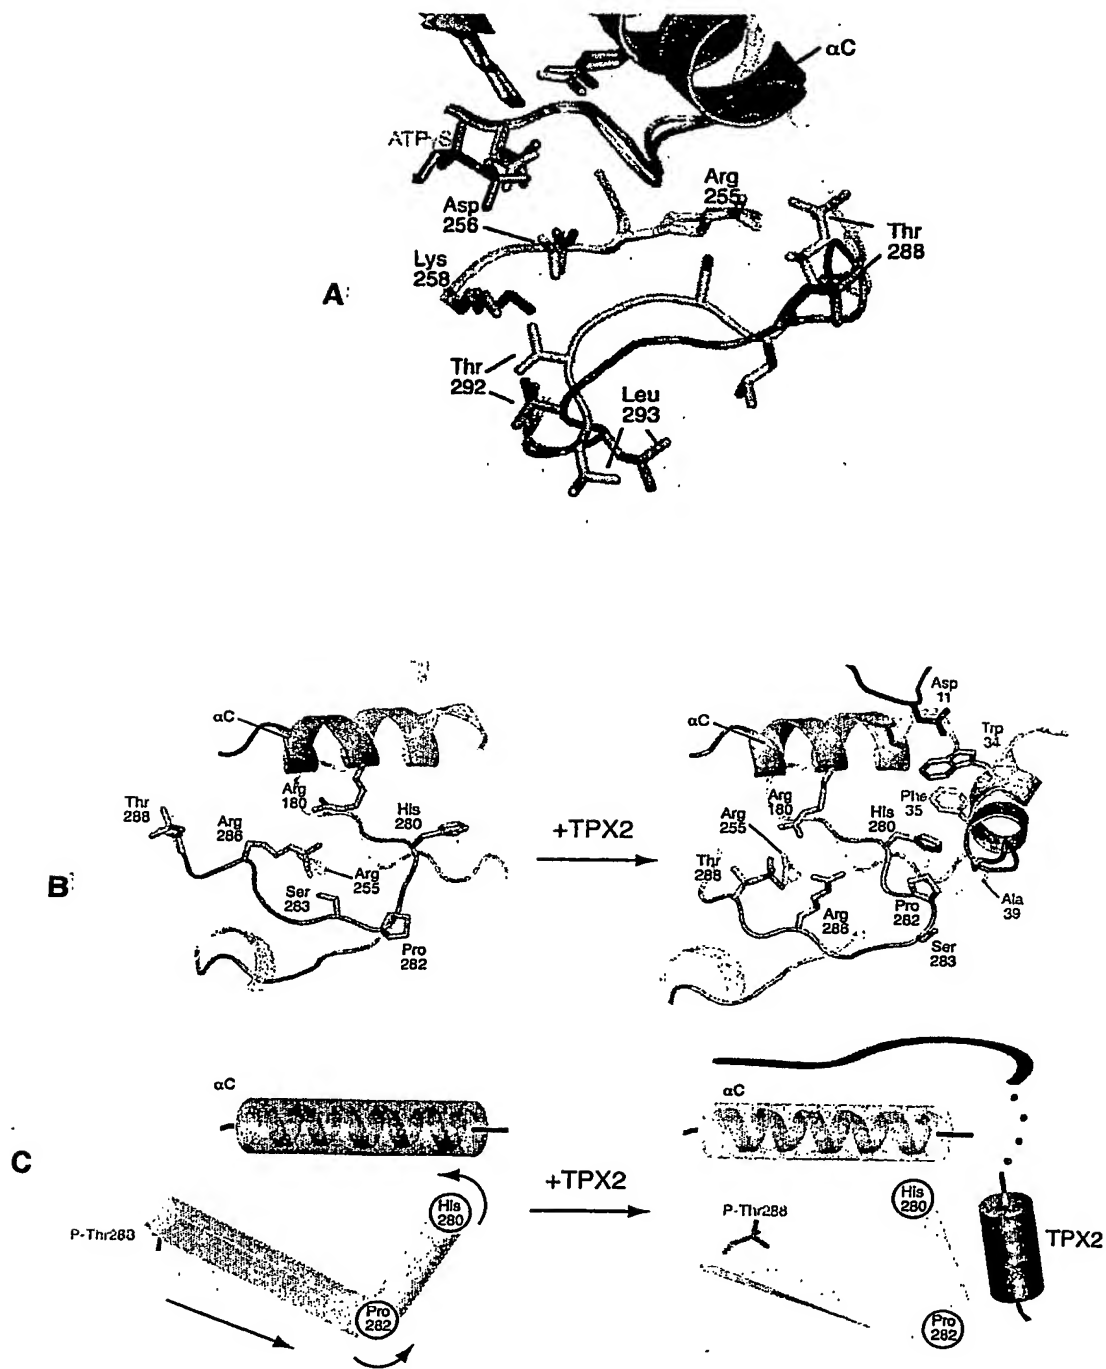 αC
ATPγS
Arg
255
Asp
256
Thr
288
Lys
258
A
Thr
292
Leu
293
αC
Arg
180
Thr
288
His
280
Arg
286
Arg
255
Ser
283
Pro
282
B
+TPX2
Asp
11
αC
Trp
34
Arg
180
Phe
35
Arg
255
His
280
Thr
288
Pro
282
Ala
39
Arg
286
Ser
283
C
αC
His
280
P-Thr288
Pro
282
+TPX2
αC
His
280
P-Thr288
TPX2
Pro
282